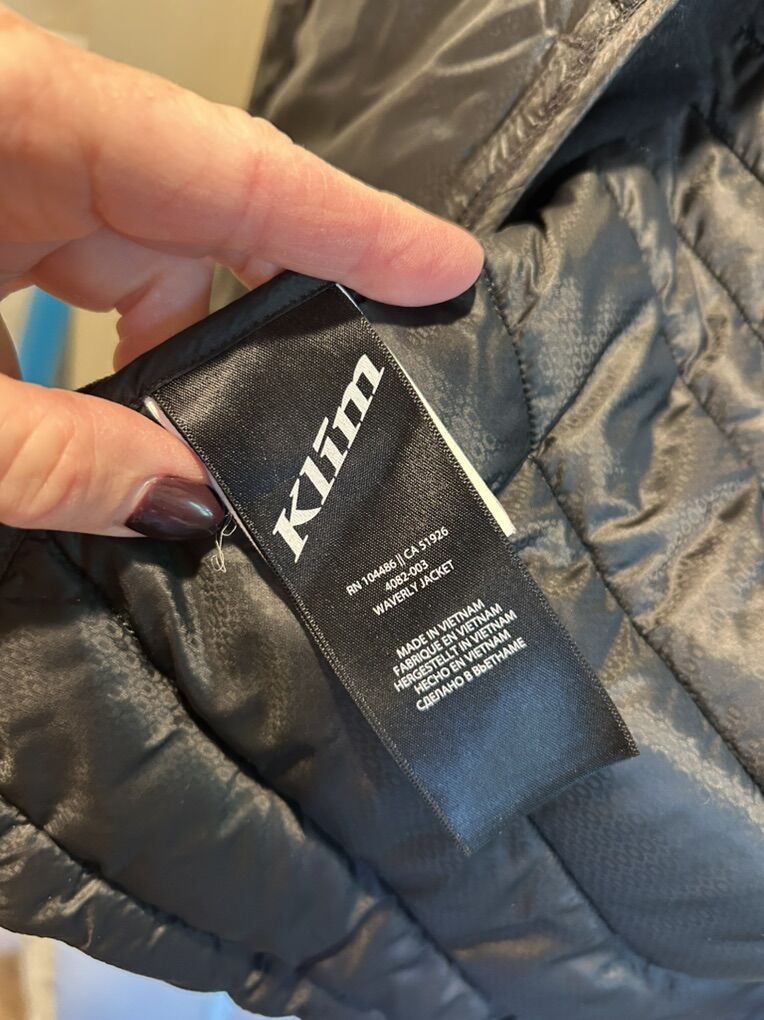 Klim
RN 104486 || CA 51926
4082-003
WAVERLY JACKET
MADE IN VIETNAM
FABRIQUE EN VIETNAM
HERGESTELLT IN VIETNAM
HECHO EN VIETNAM
СДЕЛАНО В ВЬЕТНАМЕ